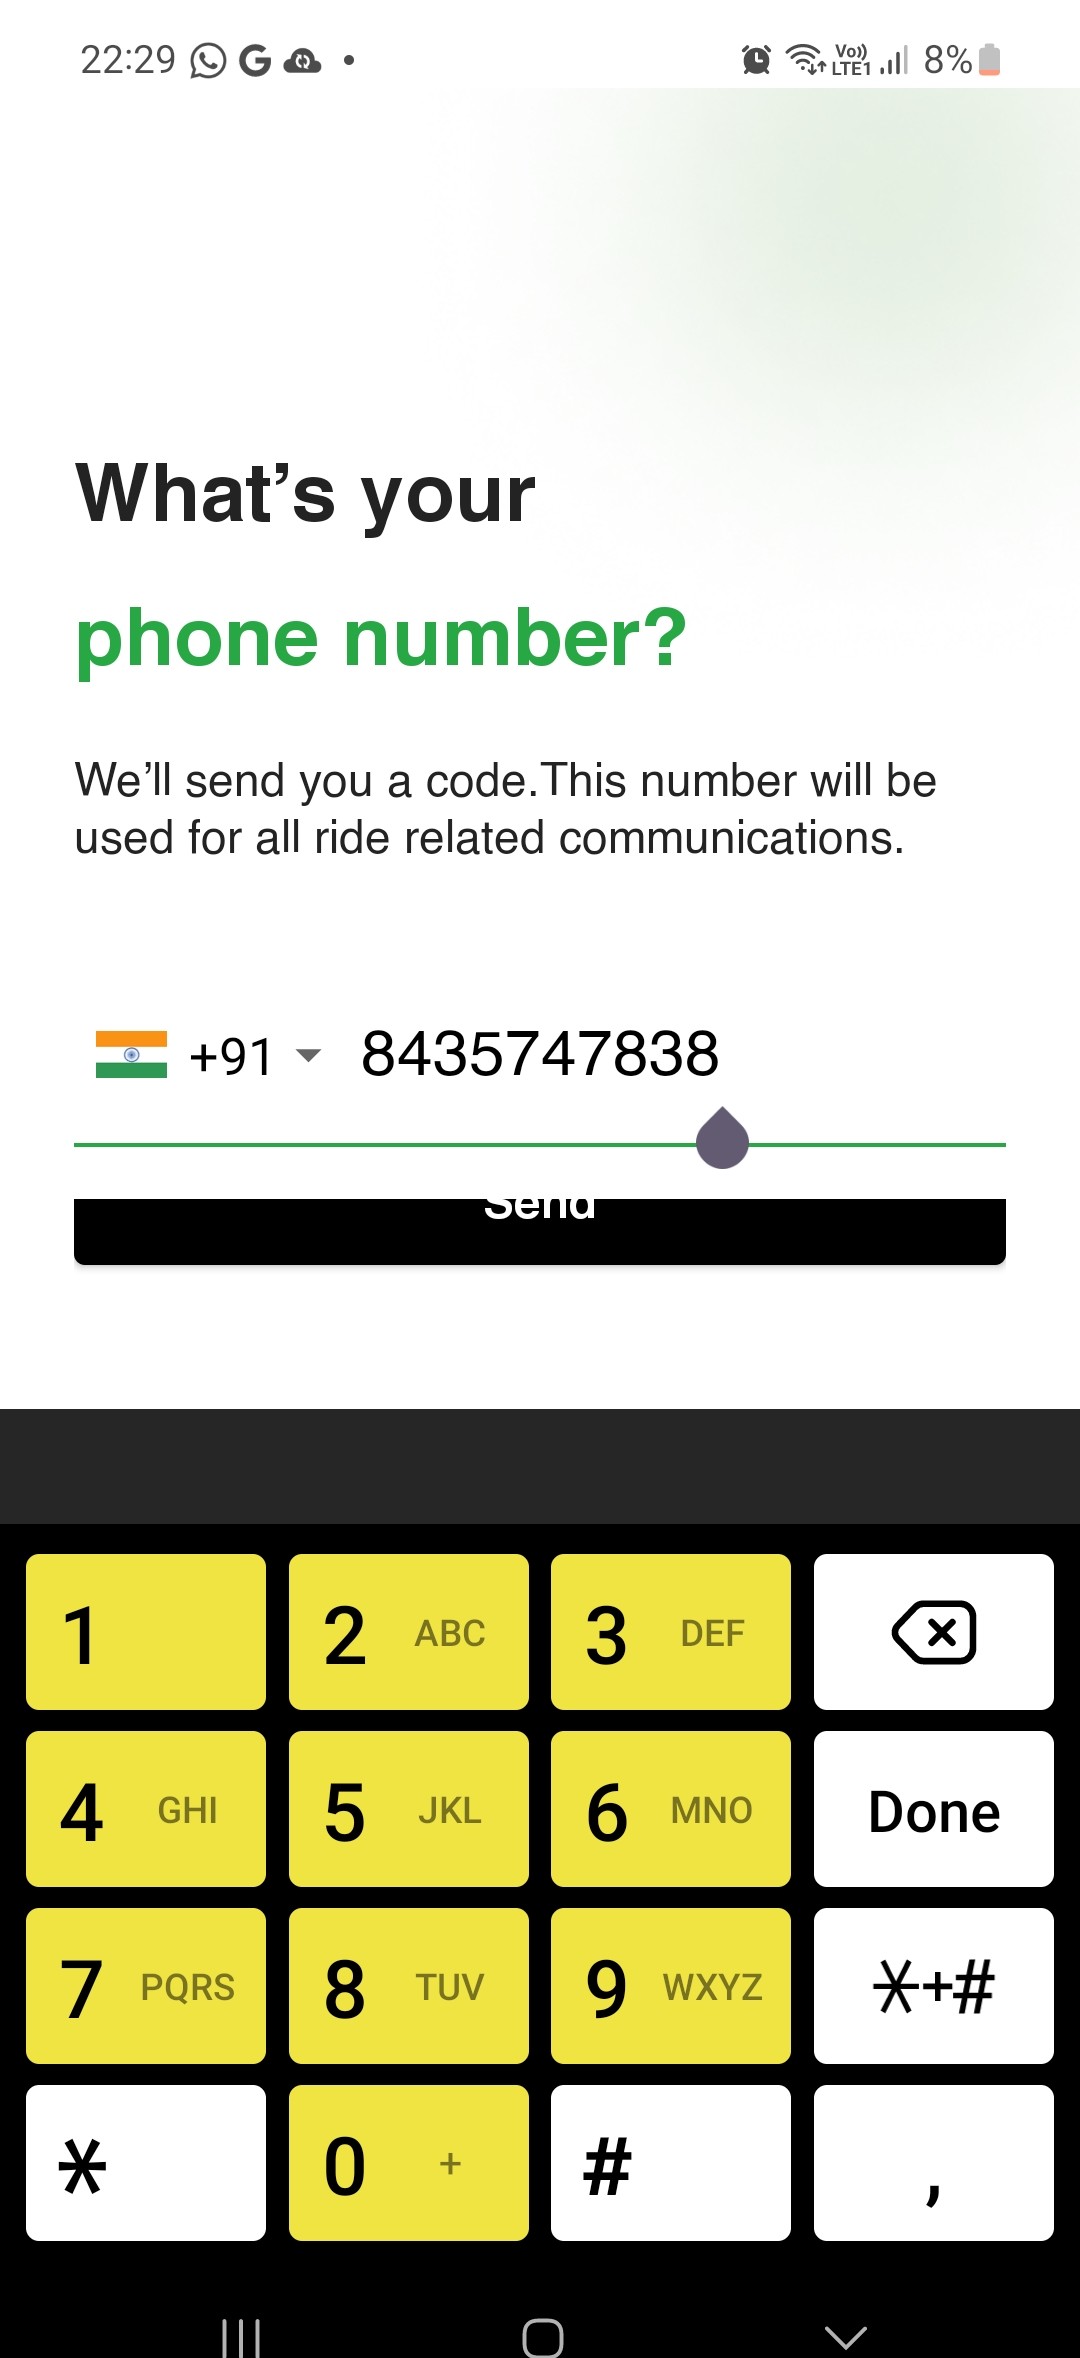 22:29 Vo)) LTE1 8%
What's your
phone number?
We'll send you a code.This number will be
used for all ride related communications.
+91 8435747838
Send
1 2 ABC 3 DEF
4 GHI 5 JKL 6 MNO Done
7 PQRS 8 TUV 9 WXYZ *+#
* 0 + # ,